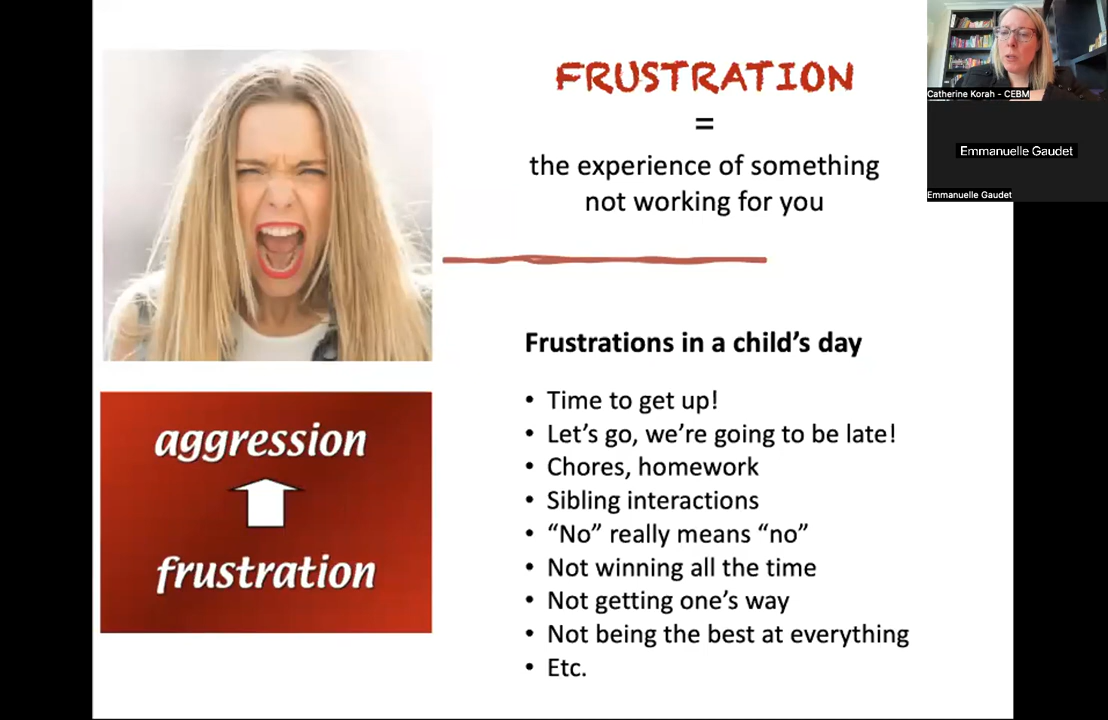 FRUSTRATION
=
the experience of something
not working for you
Frustrations in a child’s day
• Time to get up!
• Let’s go, we’re going to be late!
• Chores, homework
• Sibling interactions
• “No” really means “no”
• Not winning all the time
• Not getting one’s way
• Not being the best at everything
• Etc.
aggression
frustration
Catherine Korah - CEBM
Emmanuelle Gaudet
Emmanuelle Gaudet